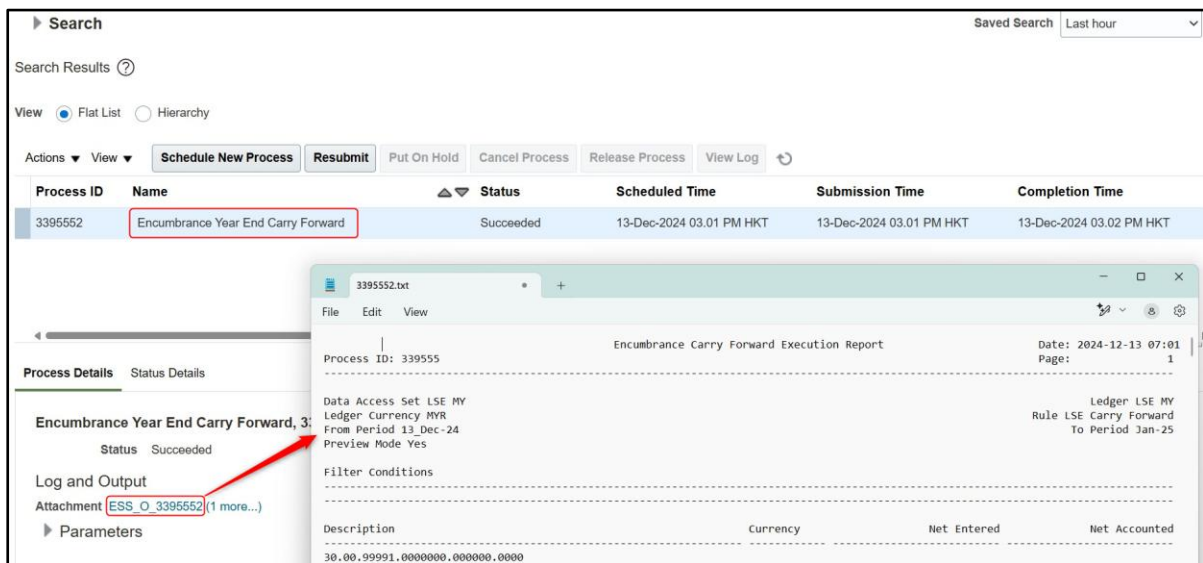 Search
Saved Search Last hour
Search Results
View Flat List Hierarchy
Actions View Schedule New Process Resubmit Put On Hold Cancel Process Release Process View Log
Process ID Name Status Scheduled Time Submission Time Completion Time
3395552 Encumbrance Year End Carry Forward Succeeded 13-Dec-2024 03.01 PM HKT 13-Dec-2024 03.01 PM HKT 13-Dec-2024 03.02 PM HKT
3395552.txt
File Edit View
Encumbrance Carry Forward Execution Report Date: 2024-12-13 07:01
Process ID: 339555 Page: 1
Data Access Set LSE MY Ledger LSE MY
Ledger Currency MYR Rule LSE Carry Forward
From Period 13_Dec-24 To Period Jan-25
Preview Mode Yes
Filter Conditions
Description Currency Net Entered Net Accounted
30.00.99991.0000000.000000.0000
Process Details Status Details
Encumbrance Year End Carry Forward, 33
Status Succeeded
Log and Output
Attachment ESS_O_3395552 (1 more...)
Parameters